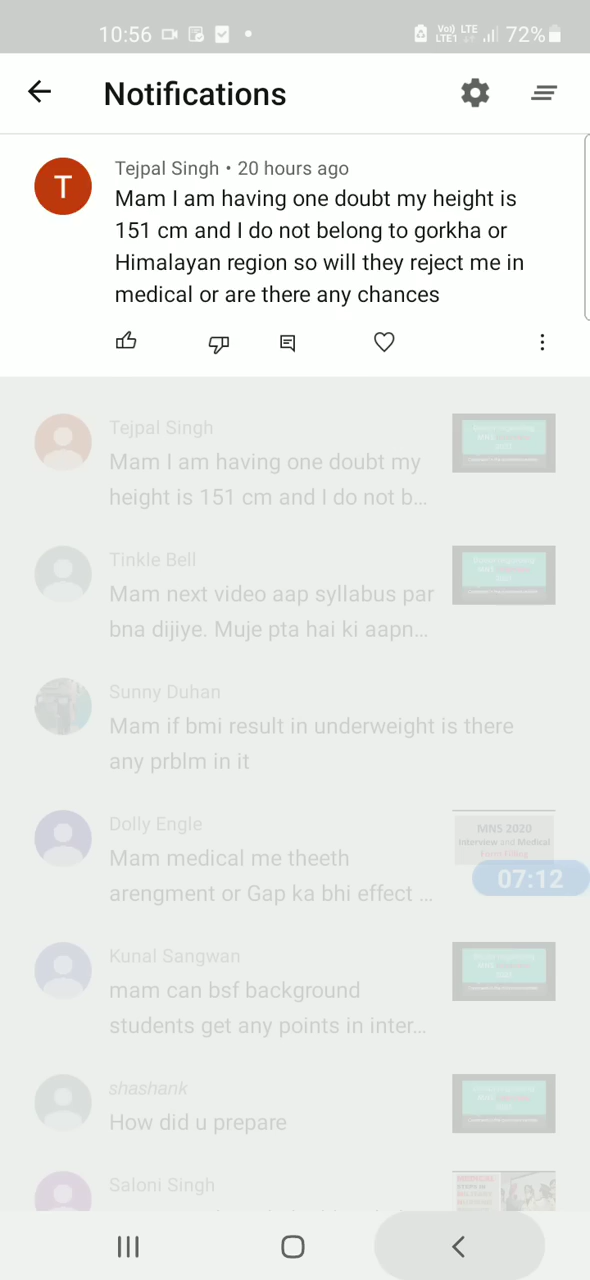 10:56
Vo) LTE
LTE1
72%
Notifications
T
Tejpal Singh • 20 hours ago
Mam I am having one doubt my height is
151 cm and I do not belong to gorkha or
Himalayan region so will they reject me in
medical or are there any chances
Tejpal Singh
Mam I am having one doubt my
height is 151 cm and I do not b...
Tinkle Bell
Mam next video aap syllabus par
bna dijiye. Muje pta hai ki aapn...
Sunny Duhan
Mam if bmi result in underweight is there
any prblm in it
Dolly Engle
Mam medical me theeth
arengment or Gap ka bhi effect ...
MNS 2020
Interview and Medical
Form Filling
07:12
Kunal Sangwan
mam can bsf background
students get any points in inter...
shashank
How did u prepare
Saloni Singh
MEDICAL